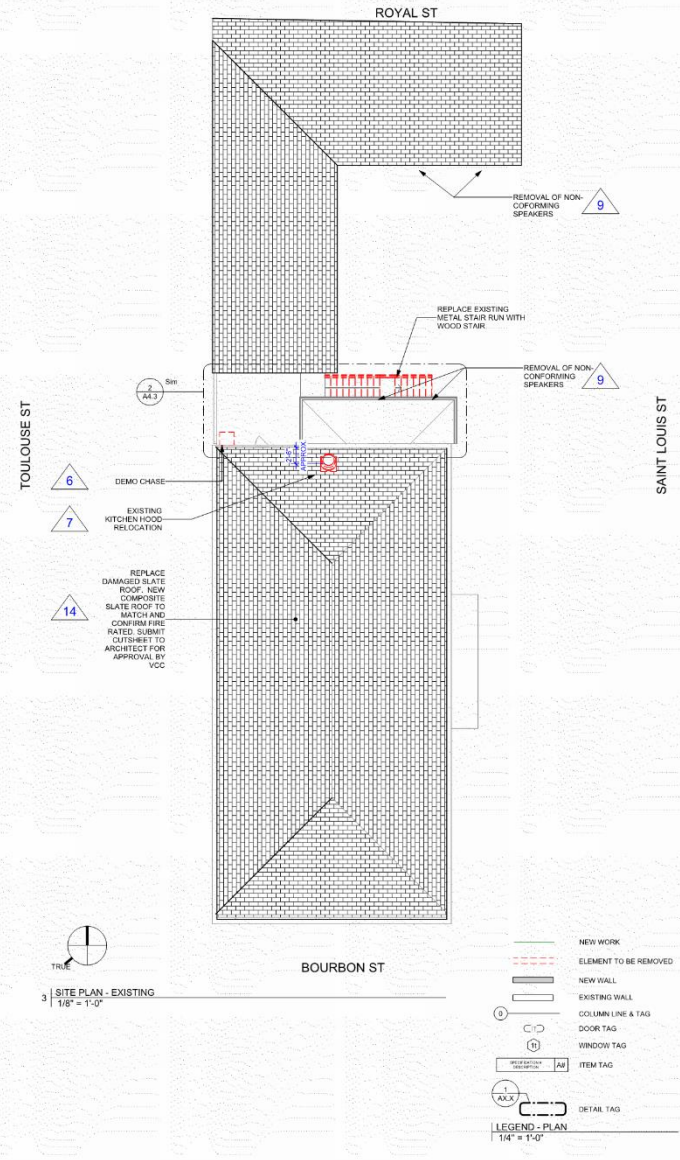 ROYAL ST
REMOVAL OF NON-
COFORMING
SPEAKERS
9
REPLACE EXISTING
METAL STAIR RUN WITH
WOOD STAIR
REMOVAL OF NON-
CONFORMING
SPEAKERS
9
2
A4.3
Sim
TOULOUSE ST
SAINT LOUIS ST
2'-6"
APPROX
6
DEMO CHASE
7
EXISTING
KITCHEN HOOD
RELOCATION
14
REPLACE
DAMAGED SLATE
ROOF. NEW
COMPOSITE
SLATE ROOF TO
MATCH AND
CONFIRM FIRE
RATED. SUBMIT
CUTSHEET TO
ARCHITECT FOR
APPROVAL BY
VCC
TRUE
BOURBON ST
3
SITE PLAN - EXISTING
1/8" = 1'-0"
NEW WORK
ELEMENT TO BE REMOVED
NEW WALL
EXISTING WALL
0
COLUMN LINE & TAG
DOOR TAG
1t
WINDOW TAG
DESCRIPTION
A#
ITEM TAG
1
AX.X
DETAIL TAG
LEGEND - PLAN
1/4" = 1'-0"